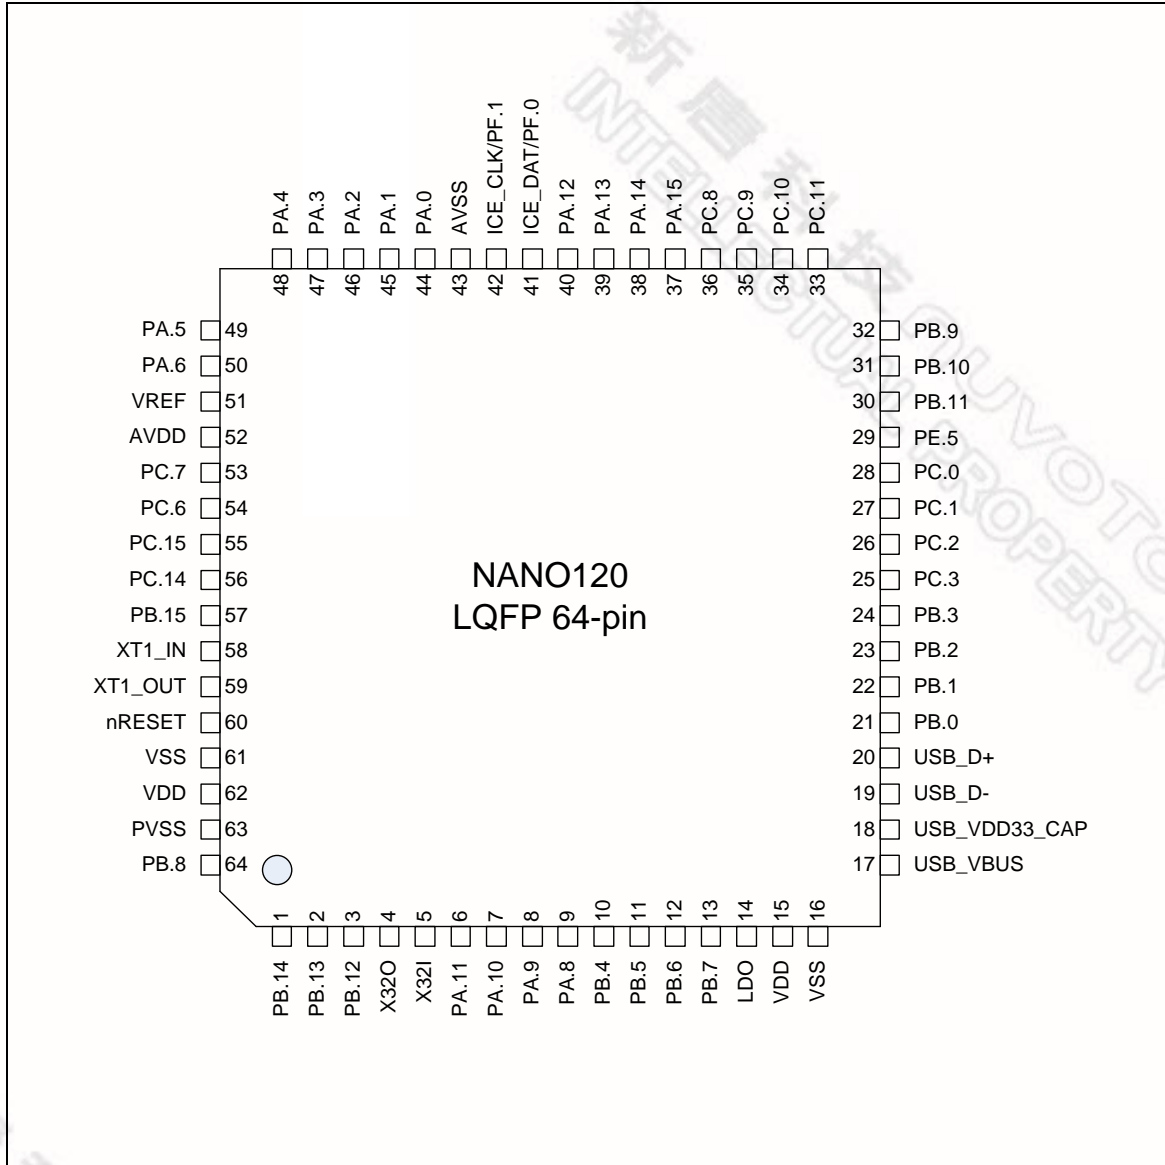 新唐科技 nuvoTo
INTELLECTUAL PROPERTY
PA.4
PA.3
PA.2
PA.1
PA.0
AVSS
ICE_CLK/PF.1
ICE_DAT/PF.0
PA.12
PA.13
PA.14
PA.15
PC.8
PC.9
PC.10
PC.11
48
47
46
45
44
43
42
41
40
39
38
37
36
35
34
33
PA.5 49
PA.6 50
VREF 51
AVDD 52
PC.7 53
PC.6 54
PC.15 55
PC.14 56
PB.15 57
XT1_IN 58
XT1_OUT 59
nRESET 60
VSS 61
VDD 62
PVSS 63
PB.8 64
NANO120
LQFP 64-pin
32 PB.9
31 PB.10
30 PB.11
29 PE.5
28 PC.0
27 PC.1
26 PC.2
25 PC.3
24 PB.3
23 PB.2
22 PB.1
21 PB.0
20 USB_D+
19 USB_D-
18 USB_VDD33_CAP
17 USB_VBUS
1
2
3
4
5
6
7
8
9
10
11
12
13
14
15
16
PB.14
PB.13
PB.12
X32O
X32I
PA.11
PA.10
PA.9
PA.8
PB.4
PB.5
PB.6
PB.7
LDO
VDD
VSS